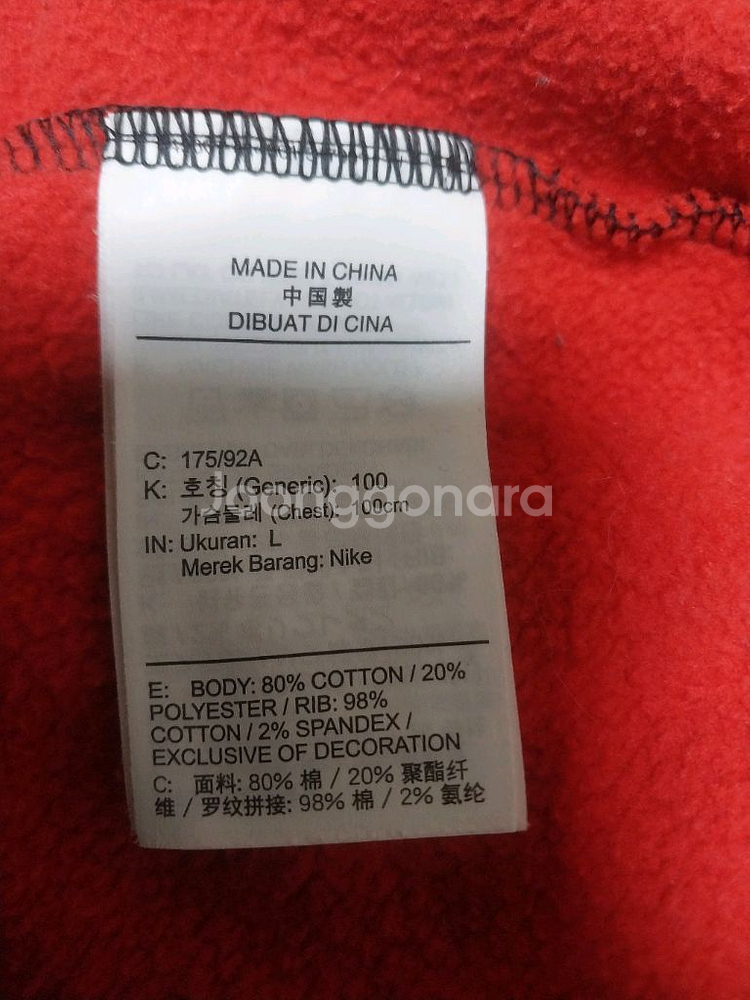 MADE IN CHINA
中国製
DIBUAT DI CINA
C: 175/92A
K: 호칭 (Generic): 100
가슴둘레 (Chest): 100cm
Joonggonara
IN: Ukuran: L
Merek Barang: Nike
E: BODY: 80% COTTON / 20%
POLYESTER / RIB: 98%
COTTON / 2% SPANDEX /
EXCLUSIVE OF DECORATION
C: 面料: 80% 棉 / 20% 聚酯纤
维 / 罗纹拼接: 98% 棉 / 2% 氨纶